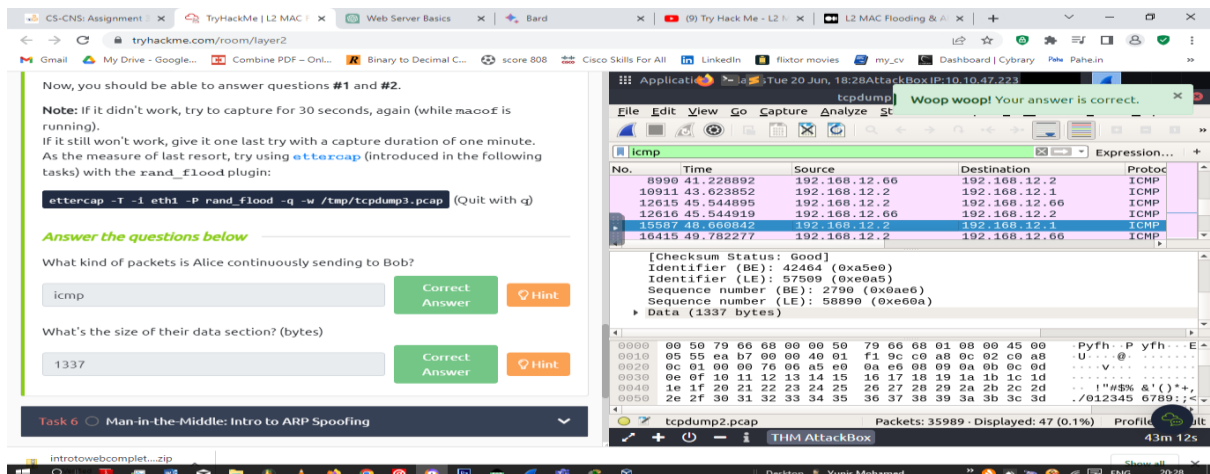 CS-CNS: Assignment
TryHackMe | L2 MAC F
Web Server Basics
Bard
(9) Try Hack Me - L2 M
L2 MAC Flooding & A
tryhackme.com/room/layer2
Gmail
My Drive - Google...
Combine PDF – Onl...
Binary to Decimal C...
score 808
Cisco Skills For All
LinkedIn
flixtor movies
my_cv
Dashboard | Cybrary
Pahe.in
Now, you should be able to answer questions #1 and #2.
Note: If it didn't work, try to capture for 30 seconds, again (while macof is
running).
If it still won't work, give it one last try with a capture duration of one minute.
As the measure of last resort, try using ettercap (introduced in the following
tasks) with the rand_flood plugin:
ettercap -T -i eth1 -P rand_flood -q -w /tmp/tcpdump3.pcap (Quit with q)
Answer the questions below
What kind of packets is Alice continuously sending to Bob?
icmp
Correct
Answer
Hint
What's the size of their data section? (bytes)
1337
Correct
Answer
Hint
Task 6 Man-in-the-Middle: Intro to ARP Spoofing
Applicati
Tue 20 Jun, 18:28 AttackBox IP:10.10.47.223
tcpdump
Woop woop! Your answer is correct.
File Edit View Go Capture Analyze St
icmp
Expression...
No. Time Source Destination Protoc
8990 41.228892 192.168.12.66 192.168.12.2 ICMP
10911 43.623852 192.168.12.2 192.168.12.1 ICMP
12615 45.544895 192.168.12.2 192.168.12.66 ICMP
12616 45.544919 192.168.12.66 192.168.12.2 ICMP
15587 48.660842 192.168.12.2 192.168.12.1 ICMP
16415 49.782277 192.168.12.2 192.168.12.66 ICMP
[Checksum Status: Good]
Identifier (BE): 42464 (0xa5e0)
Identifier (LE): 57509 (0xe0a5)
Sequence number (BE): 2790 (0x0ae6)
Sequence number (LE): 58890 (0xe60a)
Data (1337 bytes)
0000 00 50 79 66 68 00 00 50 79 66 68 01 08 00 45 00 ·Pyfh··P yfh···E·
0010 05 55 ea b7 00 00 40 01 f1 9c c0 a8 0c 02 c0 a8 ·U····@· ········
0020 0c 01 00 00 76 06 a5 e0 0a e6 08 09 0a 0b 0c 0d ····v··· ········
0030 0e 0f 10 11 12 13 14 15 16 17 18 19 1a 1b 1c 1d ········ ········
0040 1e 1f 20 21 22 23 24 25 26 27 28 29 2a 2b 2c 2d ·· !"#$% &'()*+,
0050 2e 2f 30 31 32 33 34 35 36 37 38 39 3a 3b 3c 3d ./012345 6789:;<
tcpdump2.pcap
Packets: 35989 · Displayed: 47 (0.1%)
THM AttackBox
43m 12s
introtowebcomplet....zip
Show all
Desktop
Yunis Mohamed
ENG
20:28